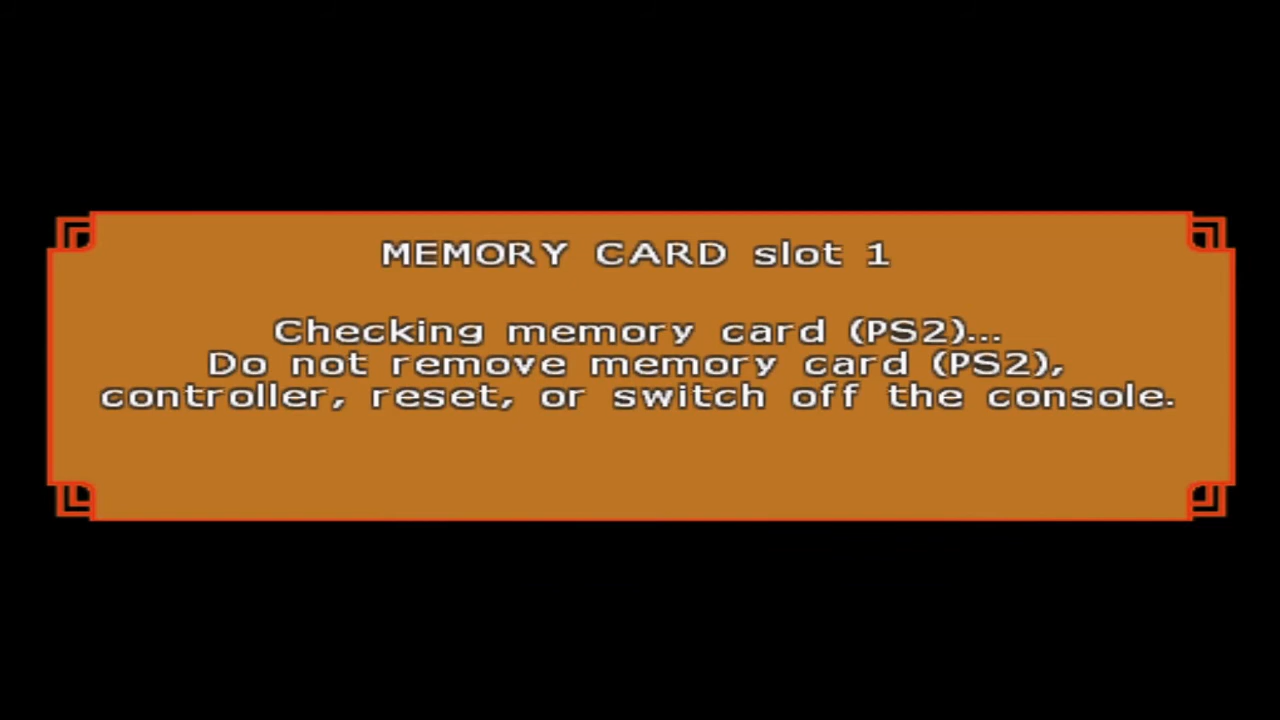 MEMORY CARD slot 1
Checking memory card (PS2)...
Do not remove memory card (PS2),
controller, reset, or switch off the console.